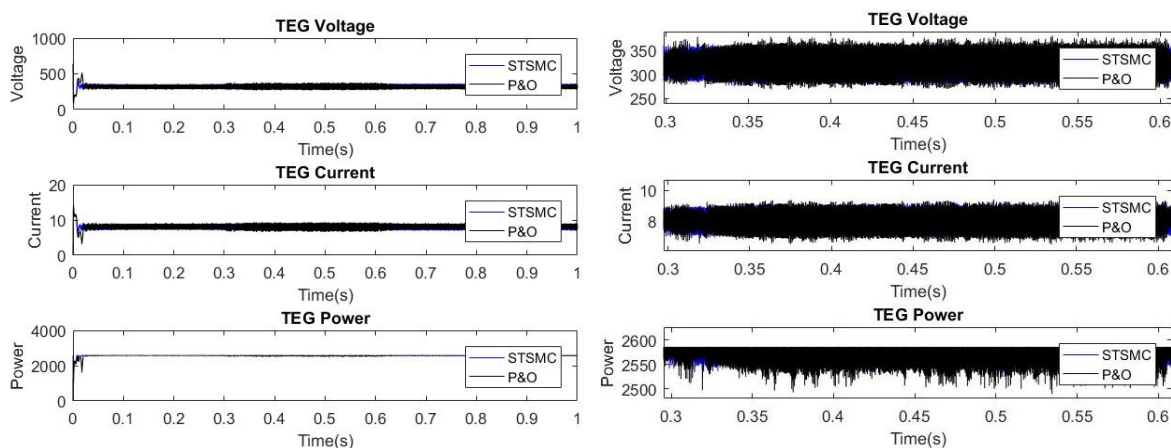 TEG Voltage
1000
500
0
Voltage
STSMC
P&O
0 0.1 0.2 0.3 0.4 0.5 0.6 0.7 0.8 0.9 1
Time(s)
TEG Current
20
10
0
Current
STSMC
P&O
0 0.1 0.2 0.3 0.4 0.5 0.6 0.7 0.8 0.9 1
Time(s)
TEG Power
4000
2000
0
Power
STSMC
P&O
0 0.1 0.2 0.3 0.4 0.5 0.6 0.7 0.8 0.9 1
Time(s)
TEG Voltage
350
300
250
Voltage
STSMC
P&O
0.3 0.35 0.4 0.45 0.5 0.55 0.6
Time(s)
TEG Current
10
8
6
Current
STSMC
P&O
0.3 0.35 0.4 0.45 0.5 0.55 0.6
Time(s)
TEG Power
2600
2550
2500
Power
STSMC
P&O
0.3 0.35 0.4 0.45 0.5 0.55 0.6
Time(s)